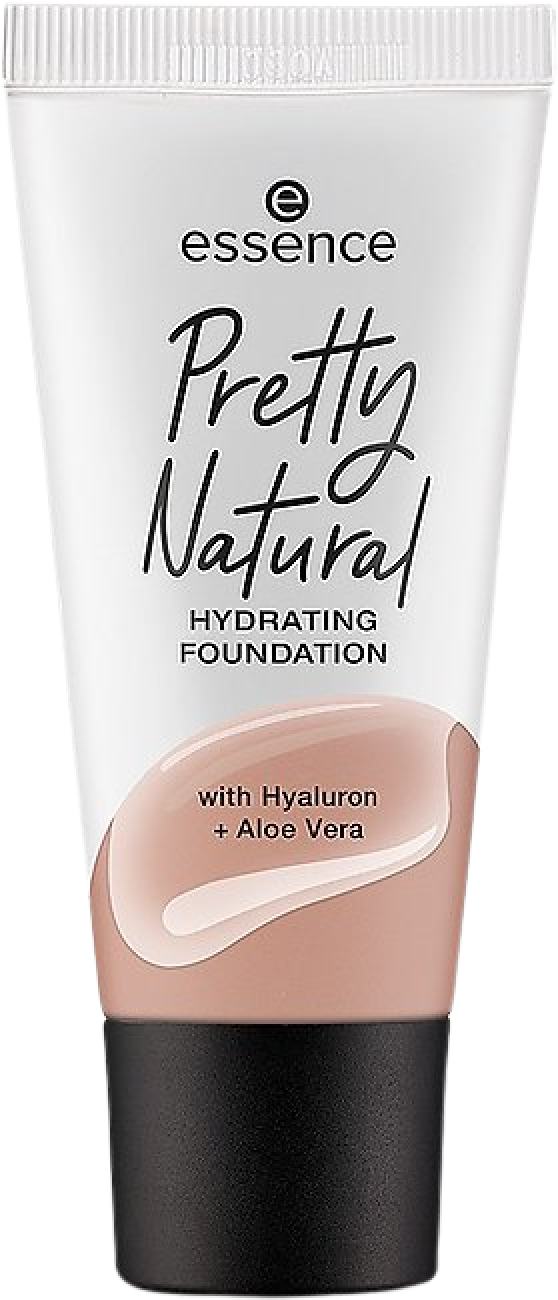 e
essence
Pretty
Natural
HYDRATING
FOUNDATION
with Hyaluron
+ Aloe Vera